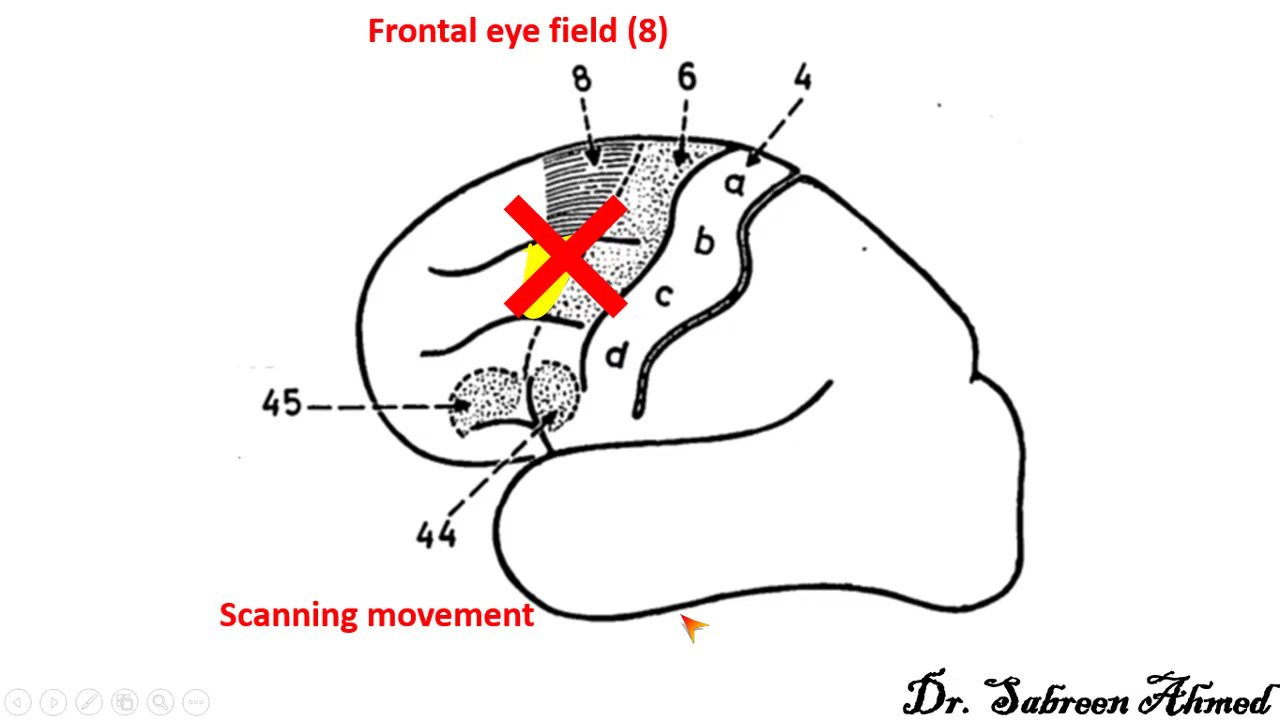 Frontal eye field (8)
8 6 4
a
b
c
d
45
44
Scanning movement
Dr. Sabreen Ahmed